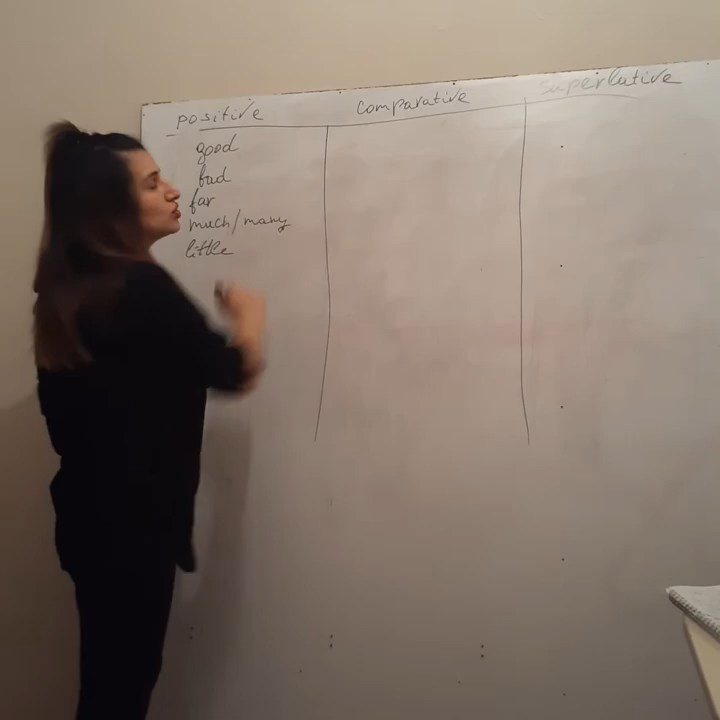 positive comparative superlative
good
bad
far
much/many
little